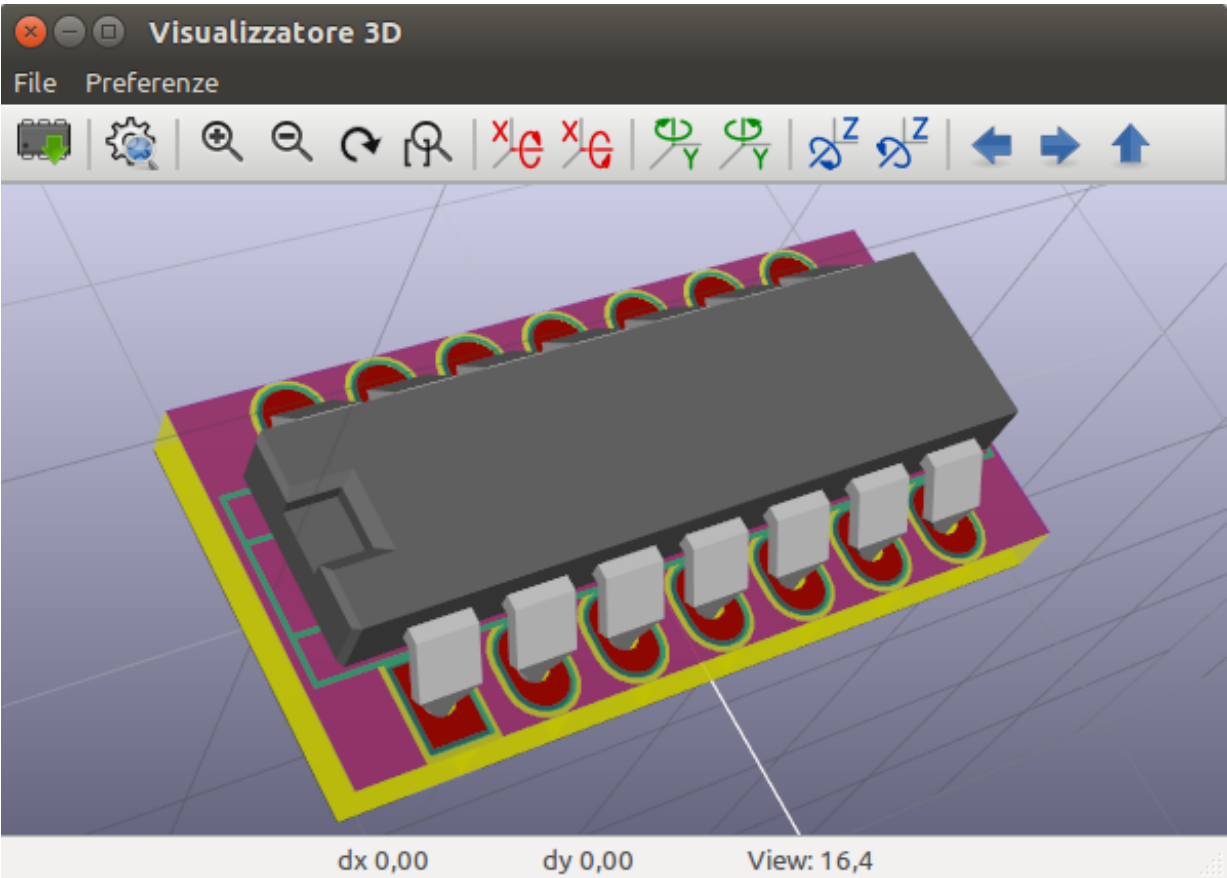 Visualizzatore 3D
File Preferenze
X X Y Y Z Z
dx 0,00 dy 0,00 View: 16,4